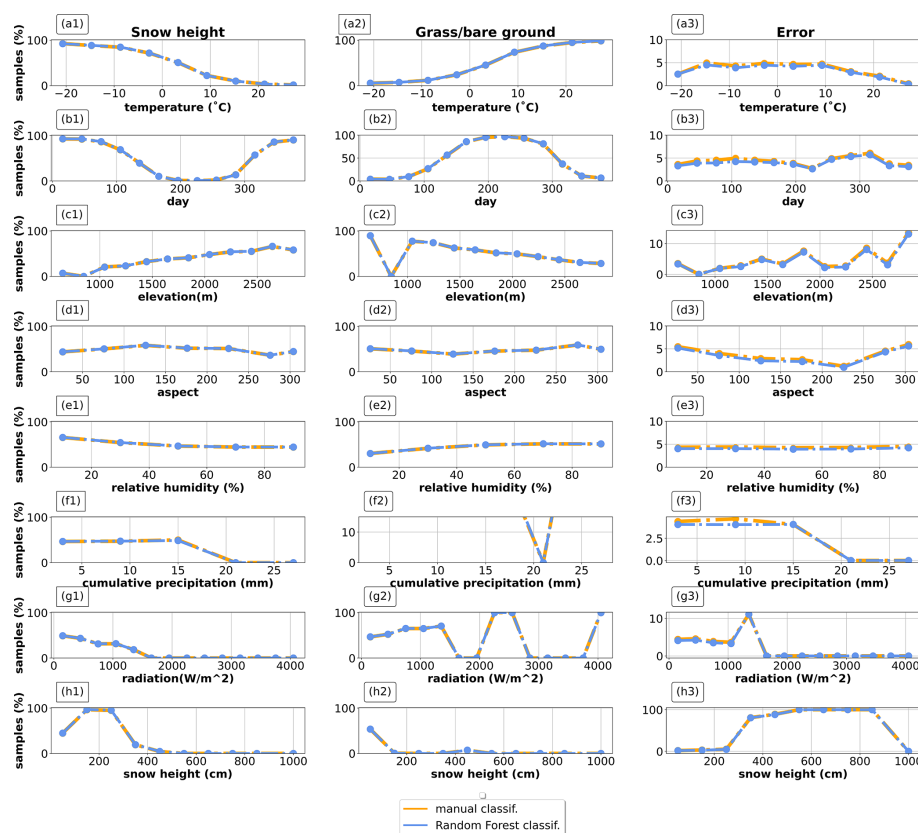 (a1) Snow height (a2) Grass/bare ground (a3) Error
samples (%) 100 0 100 0 10 5 0
−20 −10 0 10 20 −20 −10 0 10 20 −20 −10 0 10 20
temperature (˚C) temperature (˚C) temperature (˚C)
(b1) (b2) (b3)
samples (%) 100 0 100 50 0 10 5 0
0 100 200 300 0 100 200 300 0 100 200 300
day day day
(c1) (c2) (c3)
samples (%) 100 0 100 50 0 10 0
1000 1500 2000 2500 1000 1500 2000 2500 1000 1500 2000 2500
elevation(m) elevation(m) elevation(m)
(d1) (d2) (d3)
samples (%) 100 0 100 0 10 5 0
50 100 150 200 250 300 50 100 150 200 250 300 50 100 150 200 250 300
aspect aspect aspect
(e1) (e2) (e3)
samples (%) 100 0 100 0 10 5 0
20 40 60 80 20 40 60 80 20 40 60 80
relative humidity (%) relative humidity (%) relative humidity (%)
(f1) (f2) (f3)
samples (%) 100 0 10 0 2.5 0.0
5 10 15 20 25 5 10 15 20 25 5 10 15 20 25
cumulative precipitation (mm) cumulative precipitation (mm) cumulative precipitation (mm)
(g1) (g2) (g3)
samples (%) 100 0 100 50 0 10 0
0 1000 2000 3000 4000 0 1000 2000 3000 4000 0 1000 2000 3000 4000
radiation(W/m^2) radiation (W/m^2) radiation (W/m^2)
(h1) (h2) (h3)
samples (%) 100 0 100 0 100 50 0
200 400 600 800 1000 200 400 600 800 1000 200 400 600 800 1000
snow height (cm) snow height (cm) snow height (cm)
manual classif.
Random Forest classif.